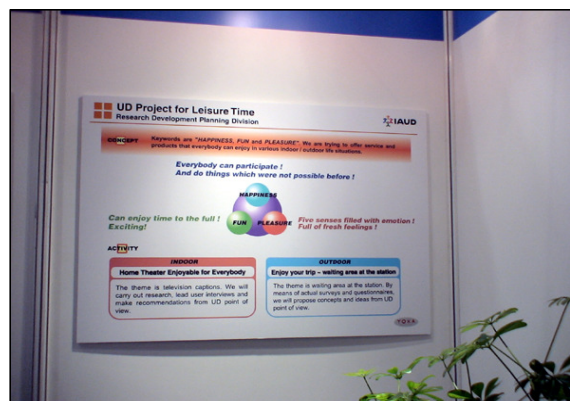 UD Project for Leisure Time
Research Development Planning Division
IAUD
CONCEPT
Keywords are "HAPPINESS, FUN and PLEASURE". We are trying to offer service and
products that everybody can enjoy in various indoor / outdoor life situations.
Everybody can participate !
And do things which were not possible before !
HAPPINESS
Can enjoy time to the full !
Exciting!
FUN
PLEASURE
Five senses filled with emotion !
Full of fresh feelings !
ACTIVITY
INDOOR
Home Theater Enjoyable for Everybody
The theme is television captions. We will
carry out research, lead user interviews and
make recommendations from UD point of
view.
OUTDOOR
Enjoy your trip – waiting area at the station
The theme is waiting area at the station. By
means of actual surveys and questionnaires,
we will propose concepts and ideas from UD
point of view.